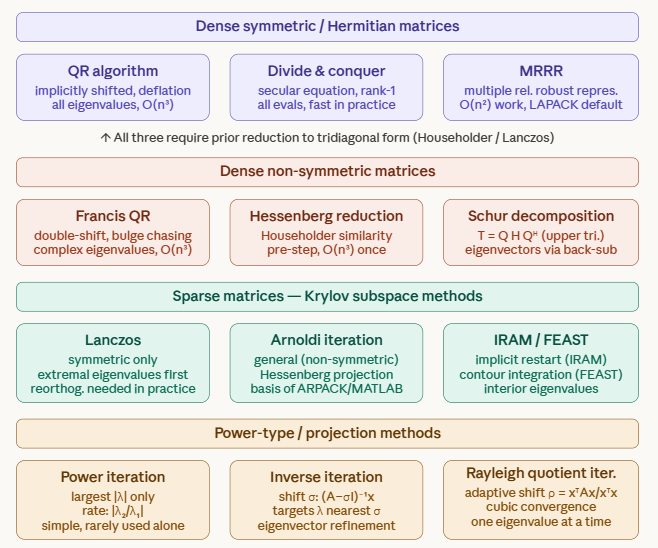 Dense symmetric / Hermitian matrices
QR algorithm
implicitly shifted, deflation
all eigenvalues, O(n³)
Divide & conquer
secular equation, rank-1
all evals, fast in practice
MRRR
multiple rel. robust repres.
O(n²) work, LAPACK default
↑ All three require prior reduction to tridiagonal form (Householder / Lanczos)
Dense non-symmetric matrices
Francis QR
double-shift, bulge chasing
complex eigenvalues, O(n³)
Hessenberg reduction
Householder similarity
pre-step, O(n³) once
Schur decomposition
T = Q H Qᴴ (upper tri.)
eigenvectors via back-sub
Sparse matrices — Krylov subspace methods
Lanczos
symmetric only
extremal eigenvalues first
reorthog. needed in practice
Arnoldi iteration
general (non-symmetric)
Hessenberg projection
basis of ARPACK/MATLAB
IRAM / FEAST
implicit restart (IRAM)
contour integration (FEAST)
interior eigenvalues
Power-type / projection methods
Power iteration
largest |λ| only
rate: |λ₂/λ₁|
simple, rarely used alone
Inverse iteration
shift σ: (A−σI)⁻¹x
targets λ nearest σ
eigenvector refinement
Rayleigh quotient iter.
adaptive shift ρ = xᵀAx/xᵀx
cubic convergence
one eigenvalue at a time